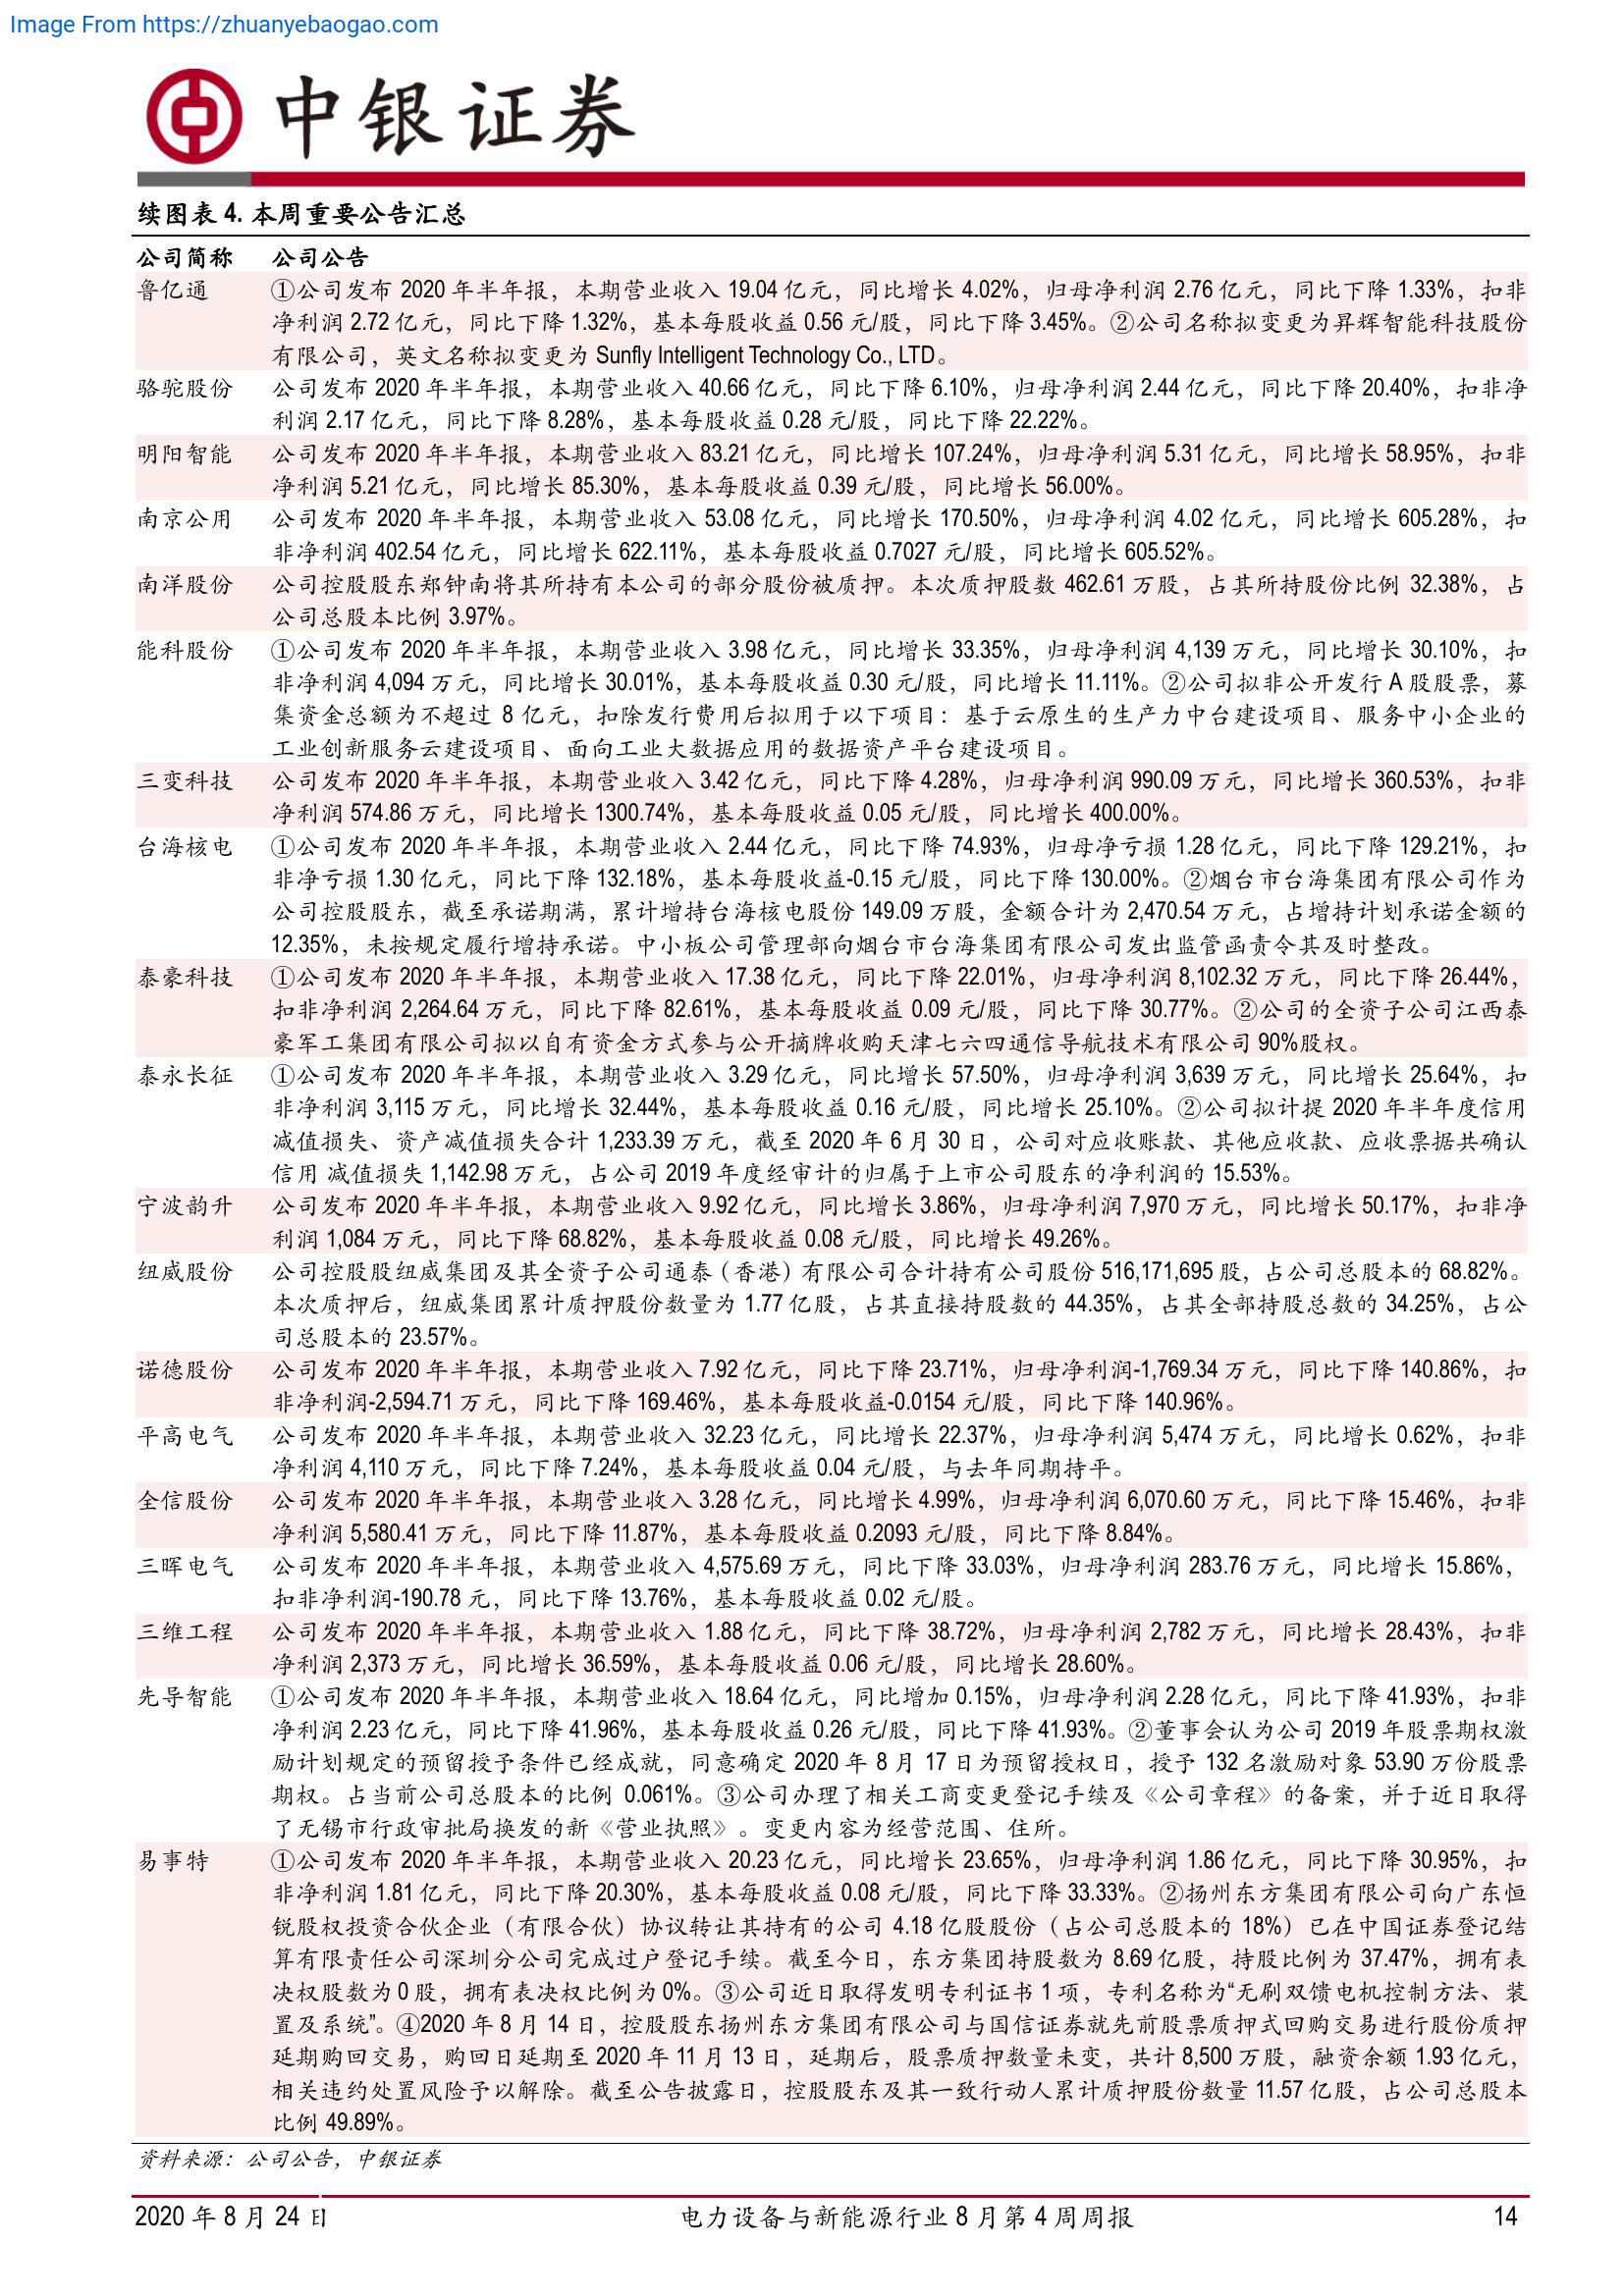 Image From https://zhuanyebaogao.com
中银证券
续图表 4. 本周重要公告汇总
公司简称 公司公告
鲁亿通 ①公司发布 2020 年半年报，本期营业收入 19.04 亿元，同比增长 4.02%，归母净利润 2.76 亿元，同比下降 1.33%，扣非
净利润 2.72 亿元，同比下降 1.32%，基本每股收益 0.56 元/股，同比下降 3.45%。②公司名称拟变更为昇辉智能科技股份
有限公司，英文名称拟变更为 Sunfly Intelligent Technology Co., LTD。
骆驼股份 公司发布 2020 年半年报，本期营业收入 40.66 亿元，同比下降 6.10%，归母净利润 2.44 亿元，同比下降 20.40%，扣非净
利润 2.17 亿元，同比下降 8.28%，基本每股收益 0.28 元/股，同比下降 22.22%。
明阳智能 公司发布 2020 年半年报，本期营业收入 83.21 亿元，同比增长 107.24%，归母净利润 5.31 亿元，同比增长 58.95%，扣非
净利润 5.21 亿元，同比增长 85.30%，基本每股收益 0.39 元/股，同比增长 56.00%。
南京公用 公司发布 2020 年半年报，本期营业收入 53.08 亿元，同比增长 170.50%，归母净利润 4.02 亿元，同比增长 605.28%，扣
非净利润 402.54 亿元，同比增长 622.11%，基本每股收益 0.7027 元/股，同比增长 605.52%。
南洋股份 公司控股股东郑钟南将其所持有本公司的部分股份被质押。本次质押股数 462.61 万股，占其所持股份比例 32.38%，占
公司总股本比例 3.97%。
能科股份 ①公司发布 2020 年半年报，本期营业收入 3.98 亿元，同比增长 33.35%，归母净利润 4,139 万元，同比增长 30.10%，扣
非净利润 4,094 万元，同比增长 30.01%，基本每股收益 0.30 元/股，同比增长 11.11%。②公司拟非公开发行 A 股股票，募
集资金总额为不超过 8 亿元，扣除发行费用后拟用于以下项目：基于云原生的生产力中台建设项目、服务中小企业的
工业创新服务云建设项目、面向工业大数据应用的数据资产平台建设项目。
三变科技 公司发布 2020 年半年报，本期营业收入 3.42 亿元，同比下降 4.28%，归母净利润 990.09 万元，同比增长 360.53%，扣非
净利润 574.86 万元，同比增长 1300.74%，基本每股收益 0.05 元/股，同比增长 400.00%。
台海核电 ①公司发布 2020 年半年报，本期营业收入 2.44 亿元，同比下降 74.93%，归母净亏损 1.28 亿元，同比下降 129.21%，扣
非净亏损 1.30 亿元，同比下降 132.18%，基本每股收益-0.15 元/股，同比下降 130.00%。②烟台市台海集团有限公司作为
公司控股股东，截至承诺期满，累计增持台海核电股份 149.09 万股，金额合计为 2,470.54 万元，占增持计划承诺金额的
12.35%，未按规定履行增持承诺。中小板公司管理部向烟台市台海集团有限公司发出监管函责令其及时整改。
泰豪科技 ①公司发布 2020 年半年报，本期营业收入 17.38 亿元，同比下降 22.01%，归母净利润 8,102.32 万元，同比下降 26.44%，
扣非净利润 2,264.64 万元，同比下降 82.61%，基本每股收益 0.09 元/股，同比下降 30.77%。②公司的全资子公司江西泰
豪军工集团有限公司拟以自有资金方式参与公开摘牌收购天津七六四通信导航技术有限公司 90%股权。
泰永长征 ①公司发布 2020 年半年报，本期营业收入 3.29 亿元，同比增长 57.50%，归母净利润 3,639 万元，同比增长 25.64%，扣
非净利润 3,115 万元，同比增长 32.44%，基本每股收益 0.16 元/股，同比增长 25.10%。②公司拟计提 2020 年半年度信用
减值损失、资产减值损失合计 1,233.39 万元，截至 2020 年 6 月 30 日，公司对应收账款、其他应收款、应收票据共确认
信用 减值损失 1,142.98 万元，占公司 2019 年度经审计的归属于上市公司股东的净利润的 15.53%。
宁波韵升 公司发布 2020 年半年报，本期营业收入 9.92 亿元，同比增长 3.86%，归母净利润 7,970 万元，同比增长 50.17%，扣非净
利润 1,084 万元，同比下降 68.82%，基本每股收益 0.08 元/股，同比增长 49.26%。
纽威股份 公司控股股纽威集团及其全资子公司通泰（香港）有限公司合计持有公司股份 516,171,695 股，占公司总股本的 68.82%。
本次质押后，纽威集团累计质押股份数量为 1.77 亿股，占其直接持股数的 44.35%，占其全部持股总数的 34.25%，占公
司总股本的 23.57%。
诺德股份 公司发布 2020 年半年报，本期营业收入 7.92 亿元，同比下降 23.71%，归母净利润-1,769.34 万元，同比下降 140.86%，扣
非净利润-2,594.71 万元，同比下降 169.46%，基本每股收益-0.0154 元/股，同比下降 140.96%。
平高电气 公司发布 2020 年半年报，本期营业收入 32.23 亿元，同比增长 22.37%，归母净利润 5,474 万元，同比增长 0.62%，扣非
净利润 4,110 万元，同比下降 7.24%，基本每股收益 0.04 元/股，与去年同期持平。
全信股份 公司发布 2020 年半年报，本期营业收入 3.28 亿元，同比增长 4.99%，归母净利润 6,070.60 万元，同比下降 15.46%，扣非
净利润 5,580.41 万元，同比下降 11.87%，基本每股收益 0.2093 元/股，同比下降 8.84%。
三晖电气 公司发布 2020 年半年报，本期营业收入 4,575.69 万元，同比下降 33.03%，归母净利润 283.76 万元，同比增长 15.86%，
扣非净利润-190.78 元，同比下降 13.76%，基本每股收益 0.02 元/股。
三维工程 公司发布 2020 年半年报，本期营业收入 1.88 亿元，同比下降 38.72%，归母净利润 2,782 万元，同比增长 28.43%，扣非
净利润 2,373 万元，同比增长 36.59%，基本每股收益 0.06 元/股，同比增长 28.60%。
先导智能 ①公司发布 2020 年半年报，本期营业收入 18.64 亿元，同比增加 0.15%，归母净利润 2.28 亿元，同比下降 41.93%，扣非
净利润 2.23 亿元，同比下降 41.96%，基本每股收益 0.26 元/股，同比下降 41.93%。②董事会认为公司 2019 年股票期权激
励计划规定的预留授予条件已经成就，同意确定 2020 年 8 月 17 日为预留授权日，授予 132 名激励对象 53.90 万份股票
期权。占当前公司总股本的比例 0.061%。③公司办理了相关工商变更登记手续及《公司章程》的备案，并于近日取得
了无锡市行政审批局换发的新《营业执照》。变更内容为经营范围、住所。
易事特 ①公司发布 2020 年半年报，本期营业收入 20.23 亿元，同比增长 23.65%，归母净利润 1.86 亿元，同比下降 30.95%，扣
非净利润 1.81 亿元，同比下降 20.30%，基本每股收益 0.08 元/股，同比下降 33.33%。②扬州东方集团有限公司向广东恒
锐股权投资合伙企业（有限合伙）协议转让其持有的公司 4.18 亿股股份（占公司总股本的 18%）已在中国证券登记结
算有限责任公司深圳分公司完成过户登记手续。截至今日，东方集团持股数为 8.69 亿股，持股比例为 37.47%，拥有表
决权股数为 0 股，拥有表决权比例为 0%。③公司近日取得发明专利证书 1 项，专利名称为“无刷双馈电机控制方法、装
置及系统”。④2020 年 8 月 14 日，控股股东扬州东方集团有限公司与国信证券就先前股票质押式回购交易进行股份质押
延期购回交易，购回日延期至 2020 年 11 月 13 日，延期后，股票质押数量未变，共计 8,500 万股，融资余额 1.93 亿元，
相关违约处置风险予以解除。截至公告披露日，控股股东及其一致行动人累计质押股份数量 11.57 亿股，占公司总股本
比例 49.89%。
资料来源：公司公告，中银证券
2020 年 8 月 24 日 电力设备与新能源行业 8 月第 4 周周报 14